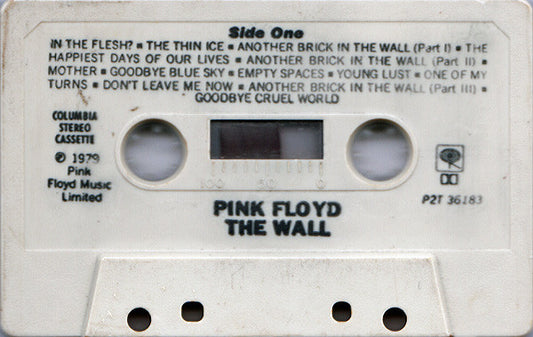 Side One
IN THE FLESH? ▪ THE THIN ICE ▪ ANOTHER BRICK IN THE WALL (Part I) ▪ THE
HAPPIEST DAYS OF OUR LIVES ▪ ANOTHER BRICK IN THE WALL (Part II) ▪
MOTHER ▪ GOODBYE BLUE SKY ▪ EMPTY SPACES ▪ YOUNG LUST ▪ ONE OF MY
TURNS ▪ DON'T LEAVE ME NOW ▪ ANOTHER BRICK IN THE WALL (Part III) ▪
GOODBYE CRUEL WORLD
COLUMBIA
STEREO
CASSETTE
℗ 1979
Pink
Floyd Music
Limited
100 50 0
PINK FLOYD
THE WALL
P2T 36183